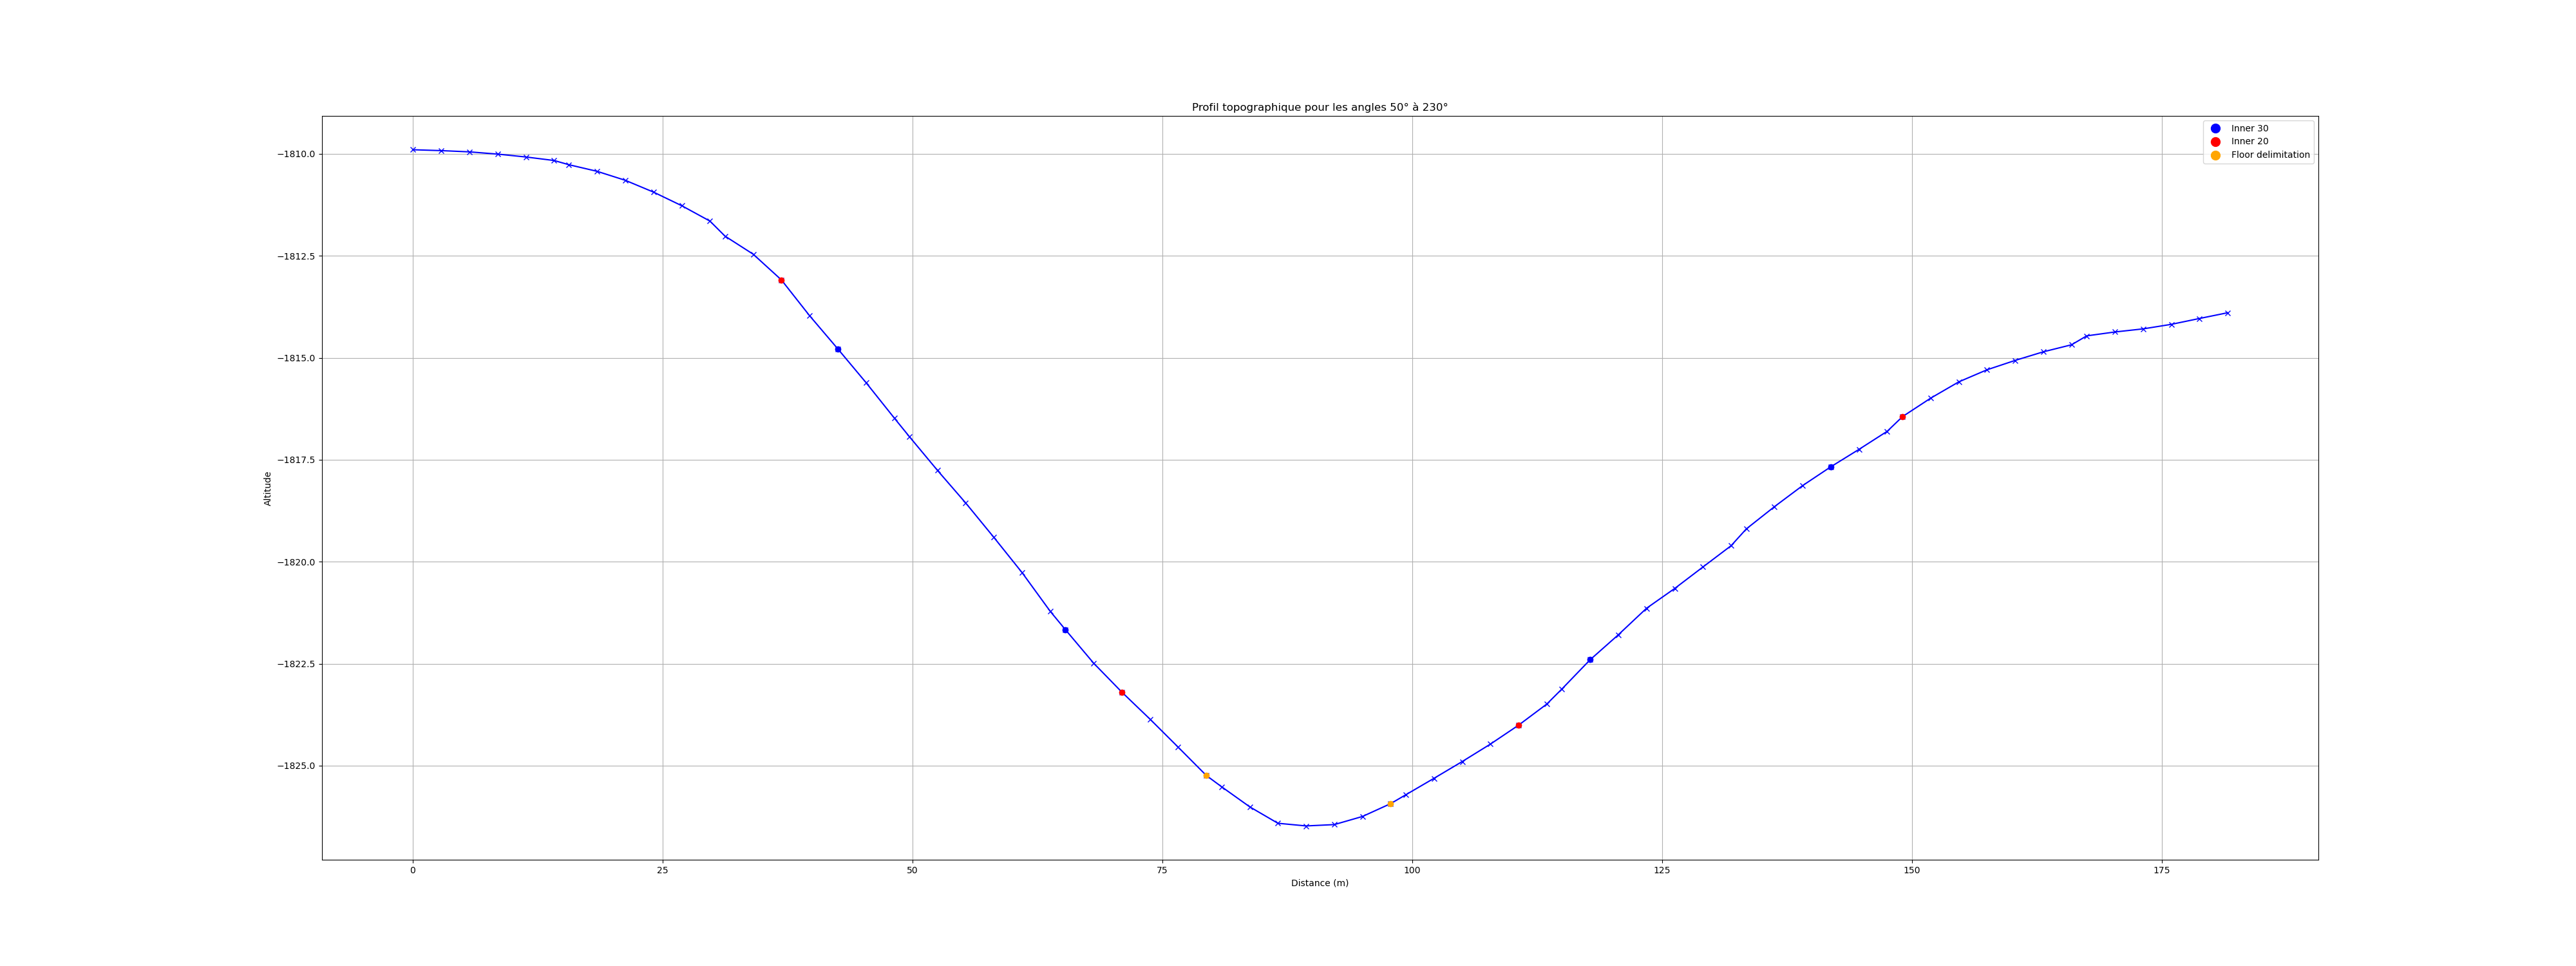 Profil topographique pour les angles 50° à 230°
Inner 30
Inner 20
Floor delimitation
−1810.0
−1812.5
−1815.0
−1817.5
−1820.0
−1822.5
−1825.0
Altitude
0 25 50 75 100 125 150 175
Distance (m)